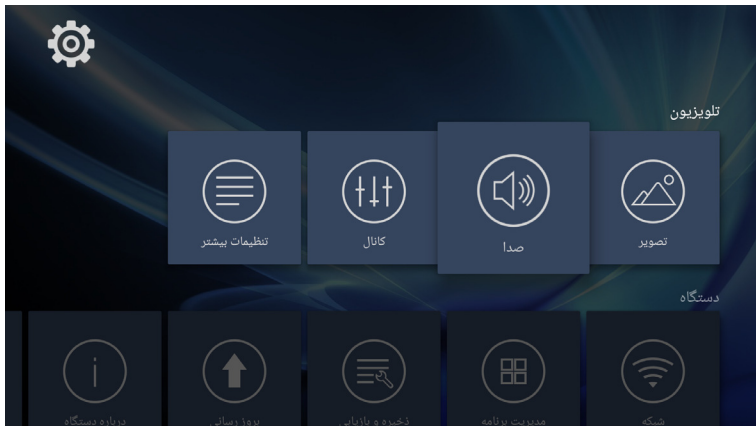 تلویزیون
تصویر
صدا
کانال
تنظیمات بیشتر
دستگاه
شبکه
مدیریت برنامه
ذخیره و بازیابی
بروز رسانی
درباره دستگاه